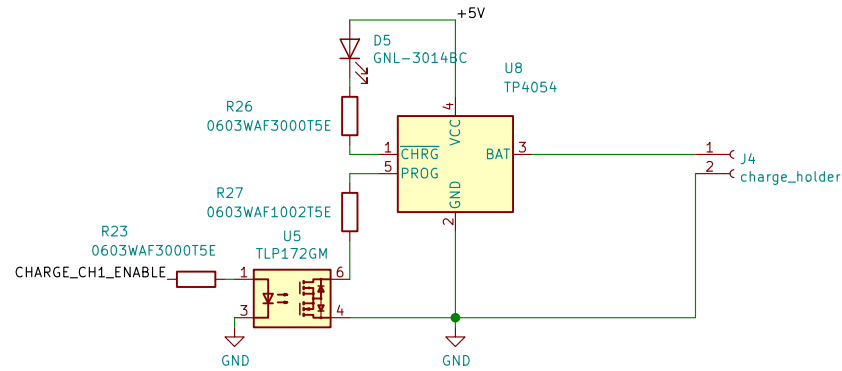 +5V
D5
GNL-3014BC
U8
TP4054
R26
0603WAF3000T5E
4
VCC
1
CHRG
BAT
3
1
J4
5
PROG
2
charge_holder
R27
0603WAF1002T5E
GND
2
R23
0603WAF3000T5E
U5
TLP172GM
CHARGE_CH1_ENABLE
1
6
3
4
GND
GND